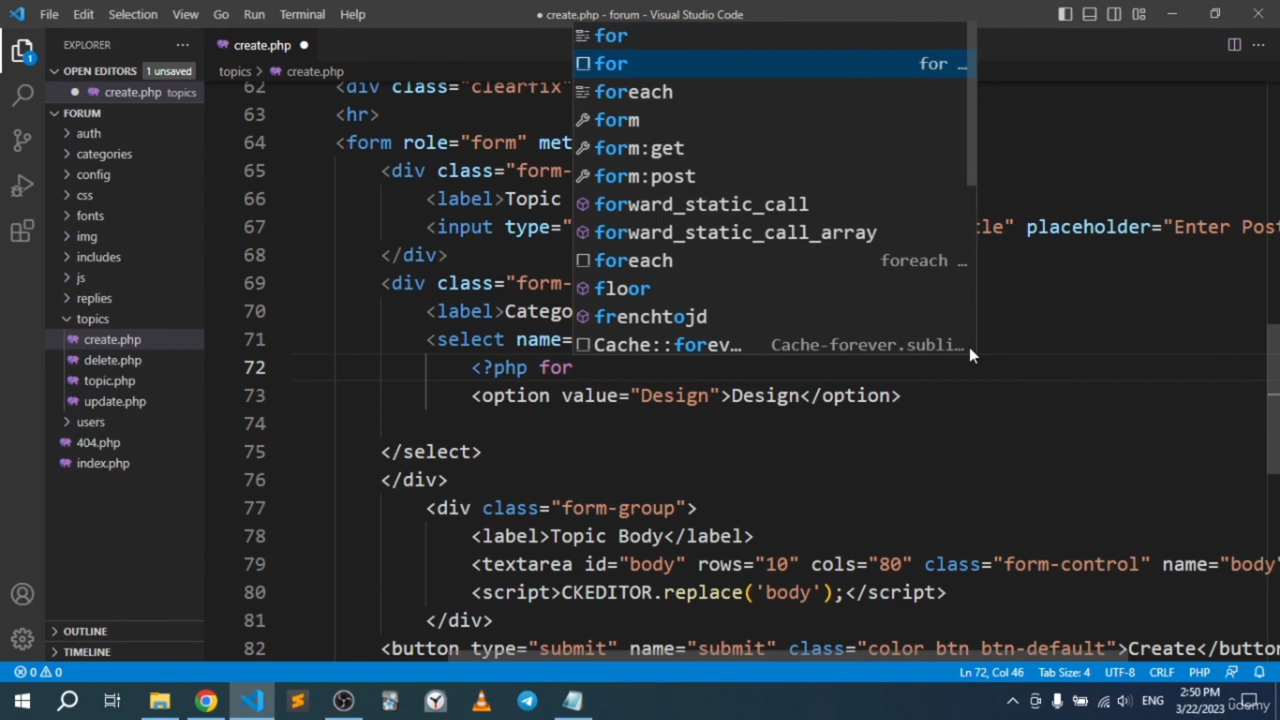 File Edit Selection View Go Run Terminal Help
● create.php - forum - Visual Studio Code
EXPLORER
OPEN EDITORS 1 unsaved
create.php topics
FORUM
auth
categories
config
css
fonts
img
includes
js
replies
topics
create.php
delete.php
topic.php
update.php
users
404.php
index.php
OUTLINE
TIMELINE
1
create.php
topics > create.php
62 <div class="clearfix"
63 <hr>
64 <form role="form" met
65 <div class="form-
66 <label>Topic
67 <input type=" le" placeholder="Enter Post
68 </div>
69 <div class="form-
70 <label>Catego
71 <select name=
72 <?php for
73 <option value="Design">Design</option>
74
75 </select>
76 </div>
77 <div class="form-group">
78 <label>Topic Body</label>
79 <textarea id="body" rows="10" cols="80" class="form-control" name="body"
80 <script>CKEDITOR.replace('body');</script>
81 </div>
82 <button type="submit" name="submit" class="color btn btn-default">Create</button>
for
for for …
foreach
form
form:get
form:post
forward_static_call
forward_static_call_array
foreach foreach …
floor
frenchtojd
Cache::forev… Cache-forever.subli…
0 0 Ln 72, Col 46 Tab Size: 4 UTF-8 CRLF PHP
ENG
2:50 PM
3/22/2023
udemy